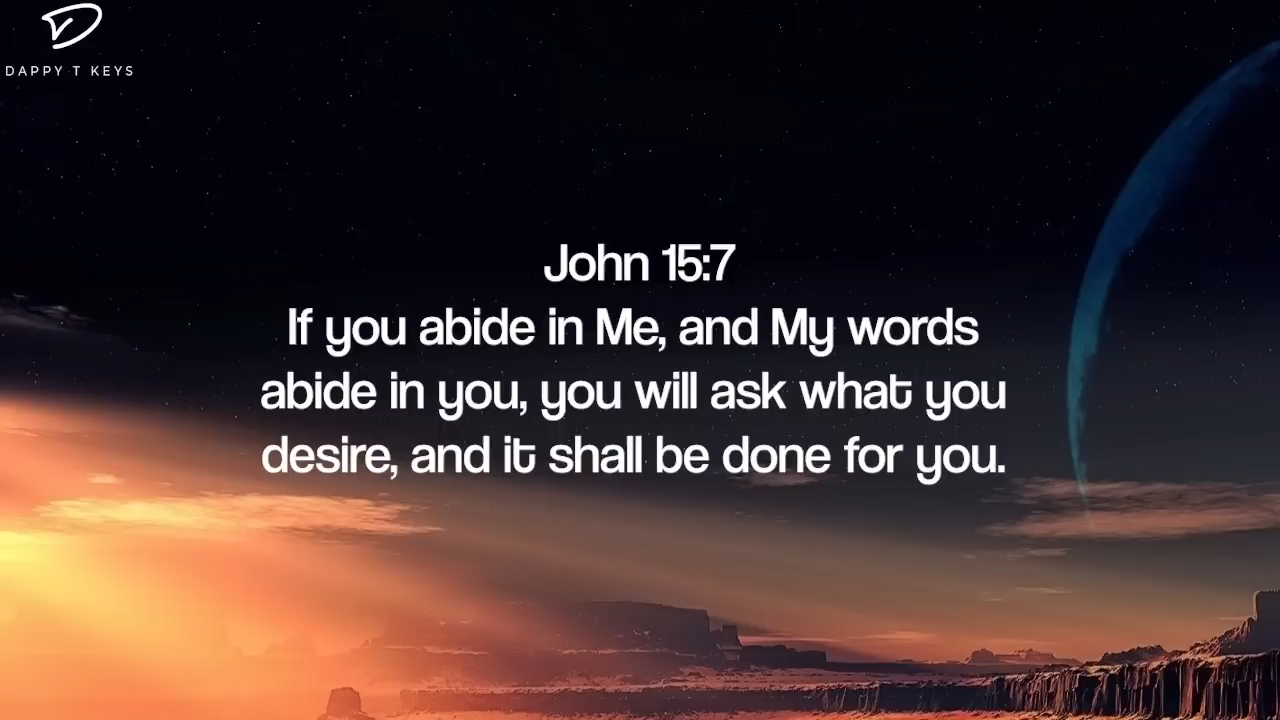 DAPPY T KEYS
John 15:7
If you abide in Me, and My words
abide in you, you will ask what you
desire, and it shall be done for you.